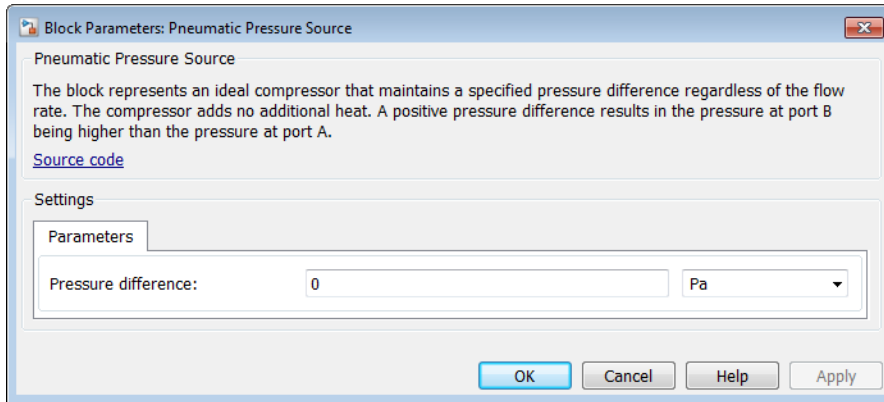 Block Parameters: Pneumatic Pressure Source
Pneumatic Pressure Source
The block represents an ideal compressor that maintains a specified pressure difference regardless of the flow
rate. The compressor adds no additional heat. A positive pressure difference results in the pressure at port B
being higher than the pressure at port A.
Source code
Settings
Parameters
Pressure difference: 0 Pa
OK Cancel Help Apply